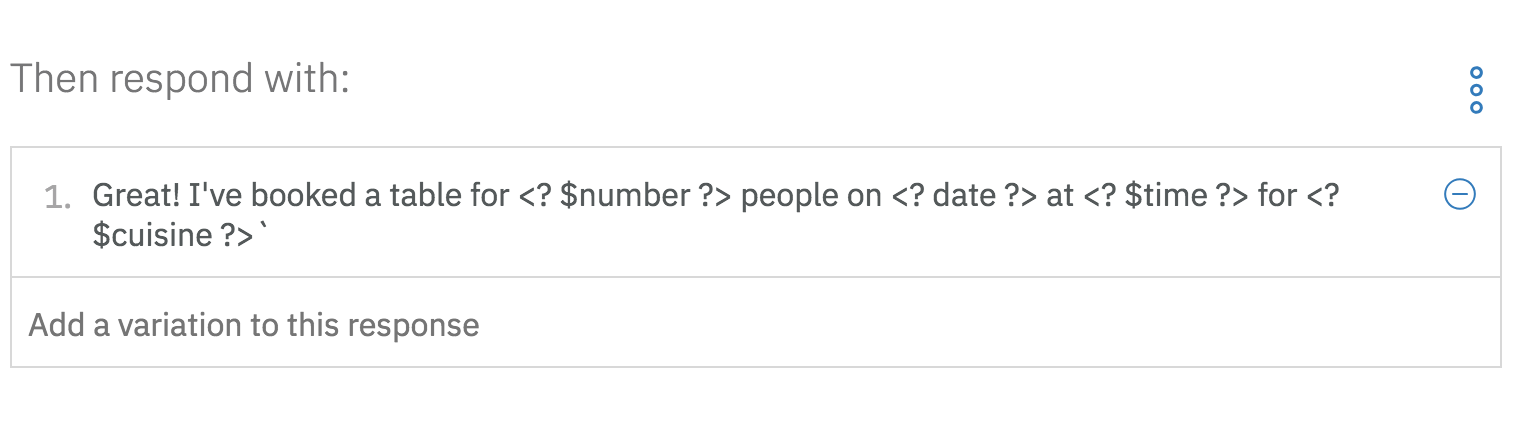 Then respond with:
1. Great! I've booked a table for <? $number ?> people on <? date ?> at <? $time ?> for <?
$cuisine ?>`
Add a variation to this response